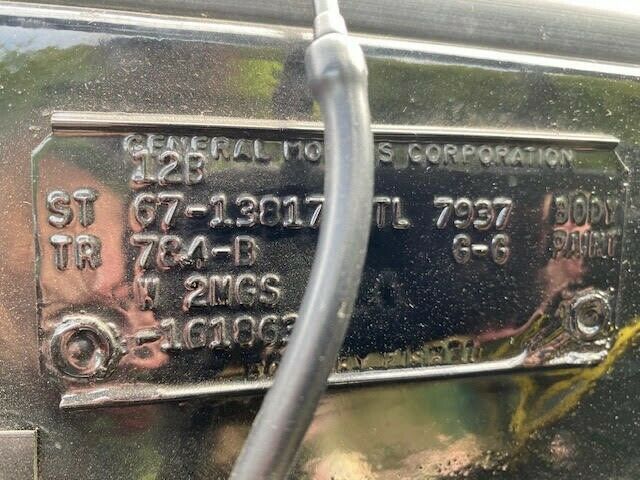 GENERAL MOTORS CORPORATION
12B
ST 67-13817 TL 7937 BODY
TR 784-B G-G PAINT
W 2MGS
-161863